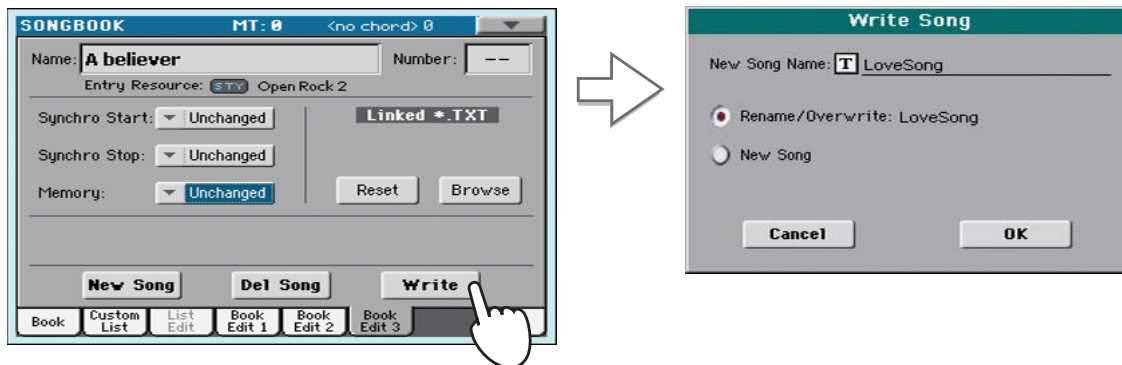 SONGBOOK MT: 0 <no chord> 0
Name: A believer Number: --
Entry Resource: STY Open Rock 2
Synchro Start: Unchanged Linked *.TXT
Synchro Stop: Unchanged
Memory: Unchanged Reset Browse
New Song Del Song Write
Book Custom List List Edit Book Edit 1 Book Edit 2 Book Edit 3
Write Song
New Song Name: T LoveSong
Rename/Overwrite: LoveSong
New Song
Cancel OK